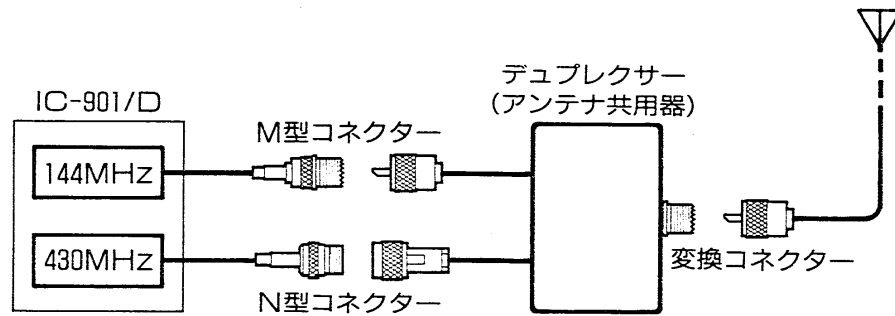 デュプレクサー
(アンテナ共用器)
IC-901/D
M型コネクター
144MHz
430MHz
変換コネクター
N型コネクター